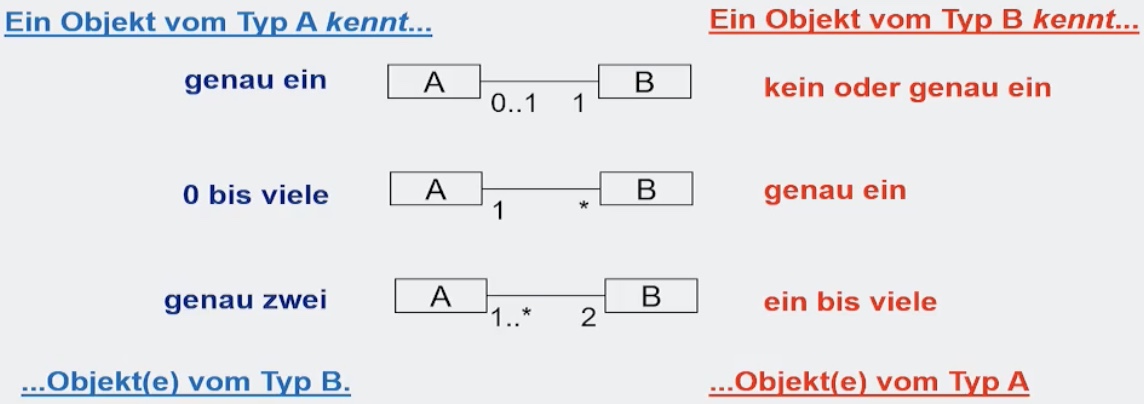 Ein Objekt vom Typ A kennt...
Ein Objekt vom Typ B kennt...
genau ein
A
B
0..1
1
kein oder genau ein
0 bis viele
A
B
1
*
genau ein
genau zwei
A
B
1..*
2
ein bis viele
...Objekt(e) vom Typ B.
...Objekt(e) vom Typ A